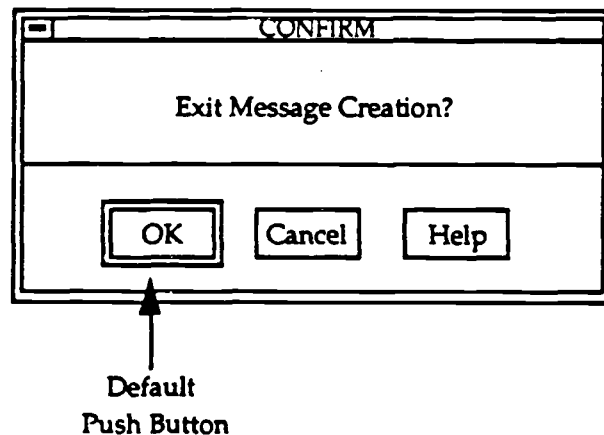 CONFIRM
Exit Message Creation?
OK Cancel Help
Default
Push Button